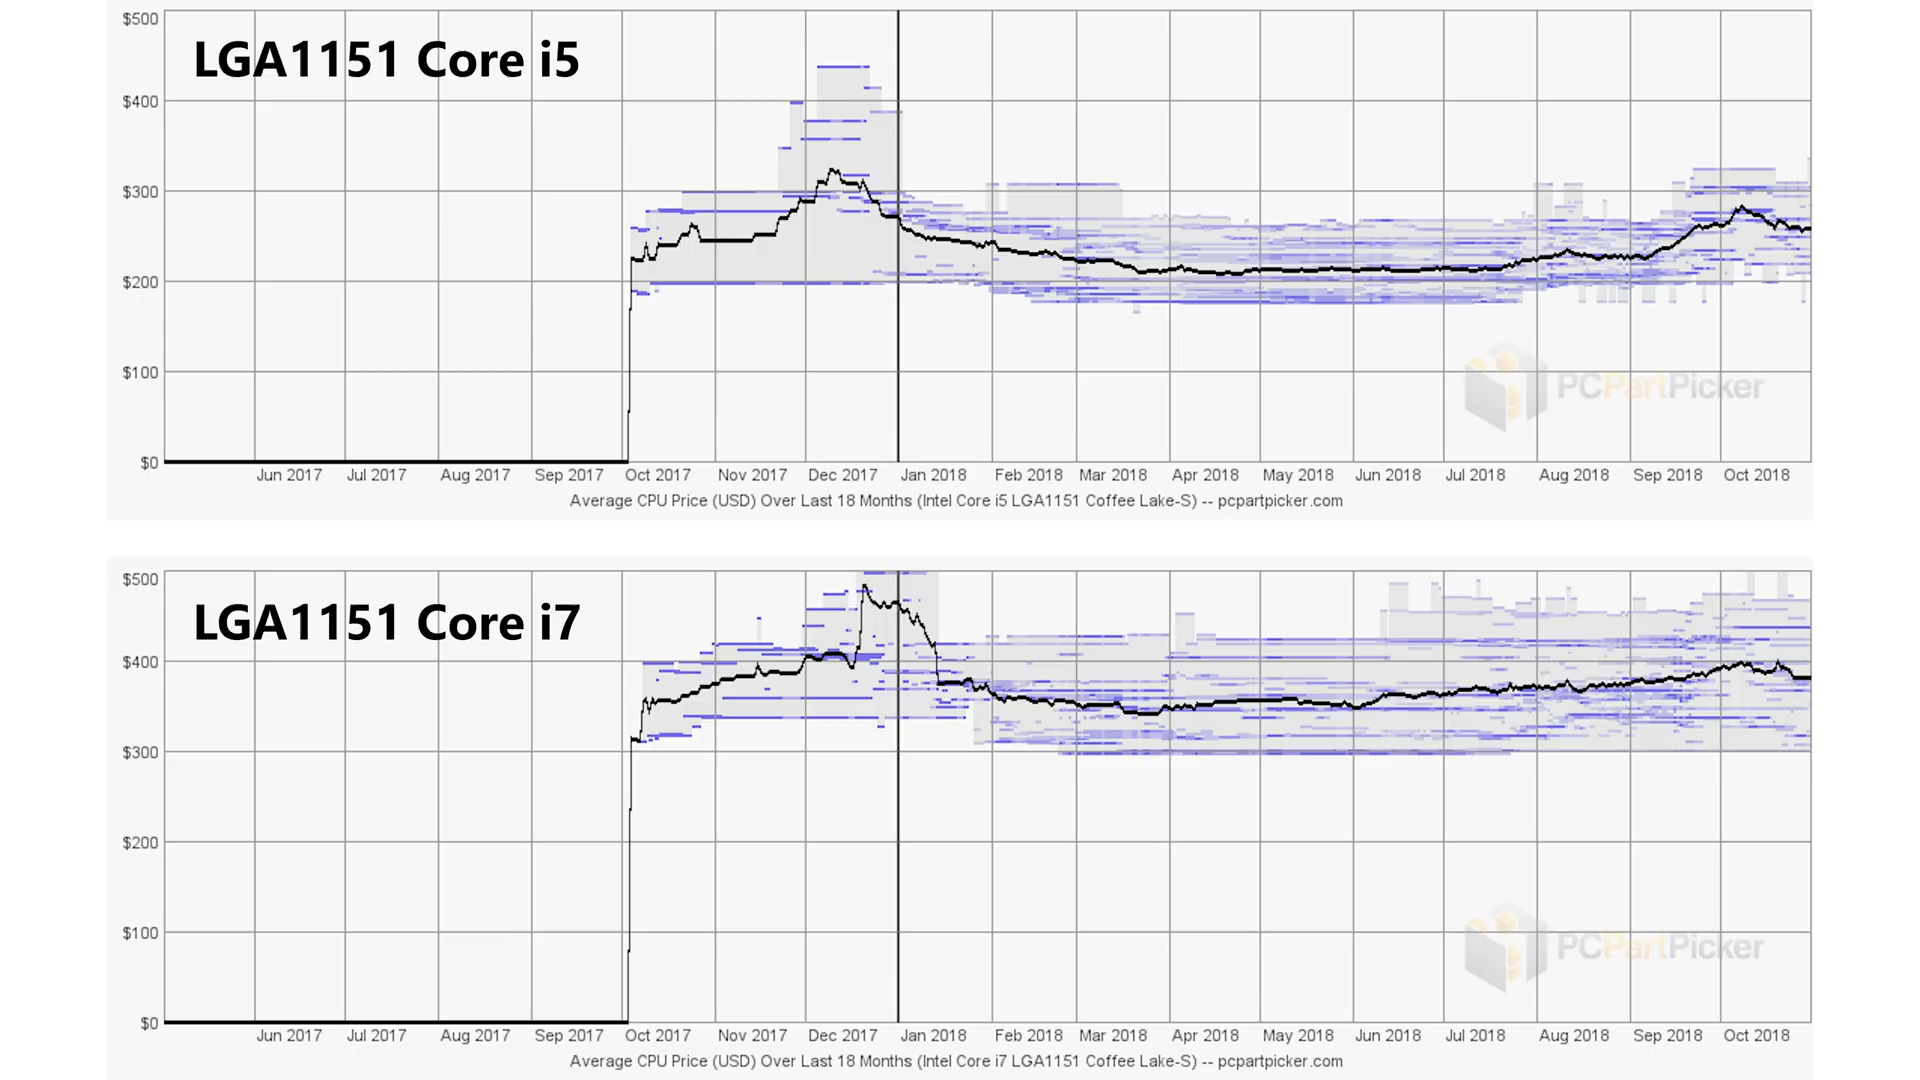 $500
LGA1151 Core i5
$400
$300
$200
$100
PCPartPicker
$0
Jun 2017 Jul 2017 Aug 2017 Sep 2017 Oct 2017 Nov 2017 Dec 2017 Jan 2018 Feb 2018 Mar 2018 Apr 2018 May 2018 Jun 2018 Jul 2018 Aug 2018 Sep 2018 Oct 2018
Average CPU Price (USD) Over Last 18 Months (Intel Core i5 LGA1151 Coffee Lake-S) -- pcpartpicker.com
$500
LGA1151 Core i7
$400
$300
$200
$100
PCPartPicker
$0
Jun 2017 Jul 2017 Aug 2017 Sep 2017 Oct 2017 Nov 2017 Dec 2017 Jan 2018 Feb 2018 Mar 2018 Apr 2018 May 2018 Jun 2018 Jul 2018 Aug 2018 Sep 2018 Oct 2018
Average CPU Price (USD) Over Last 18 Months (Intel Core i7 LGA1151 Coffee Lake-S) -- pcpartpicker.com